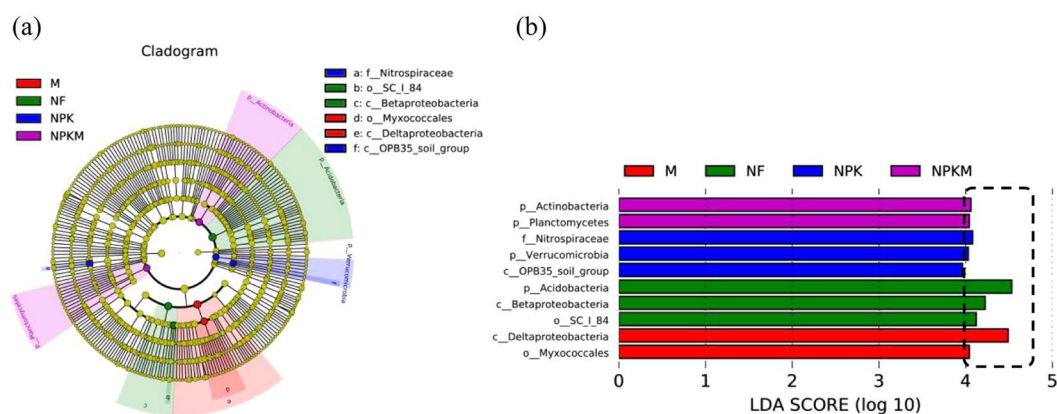 (a)
Cladogram
M
NF
NPK
NPKM
a: f__Nitrospiraceae
b: o__SC_I_84
c: c__Betaproteobacteria
d: o__Myxococcales
e: c__Deltaproteobacteria
f: c__OPB35_soil_group
p__Actinobacteria
p__Acidobacteria
p__Verrucomicrobia
f
a
p__Planctomycetes
b
c
d
e
(b)
M NF NPK NPKM
p__Actinobacteria
p__Planctomycetes
f__Nitrospiraceae
p__Verrucomicrobia
c__OPB35_soil_group
p__Acidobacteria
c__Betaproteobacteria
o__SC_I_84
c__Deltaproteobacteria
o__Myxococcales
0 1 2 3 4 5
LDA SCORE (log 10)